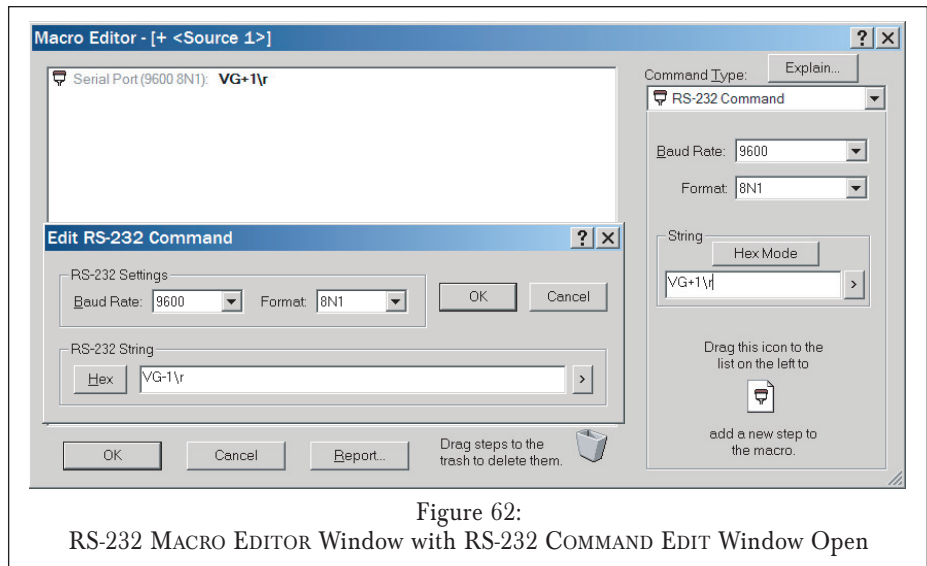 Macro Editor - [+ <Source 1>]
Serial Port (9600 8N1): VG+1\r
Explain...
Command Type:
RS-232 Command
Baud Rate: 9600
Format: 8N1
String
Hex Mode
VG+1\r
>
Drag this icon to the
list on the left to
add a new step to
the macro.
Edit RS-232 Command
RS-232 Settings
Baud Rate: 9600 Format: 8N1
OK Cancel
RS-232 String
Hex VG-1\r >
OK Cancel Report...
Drag steps to the
trash to delete them.
Figure 62:
RS-232 MACRO EDITOR Window with RS-232 COMMAND EDIT Window Open